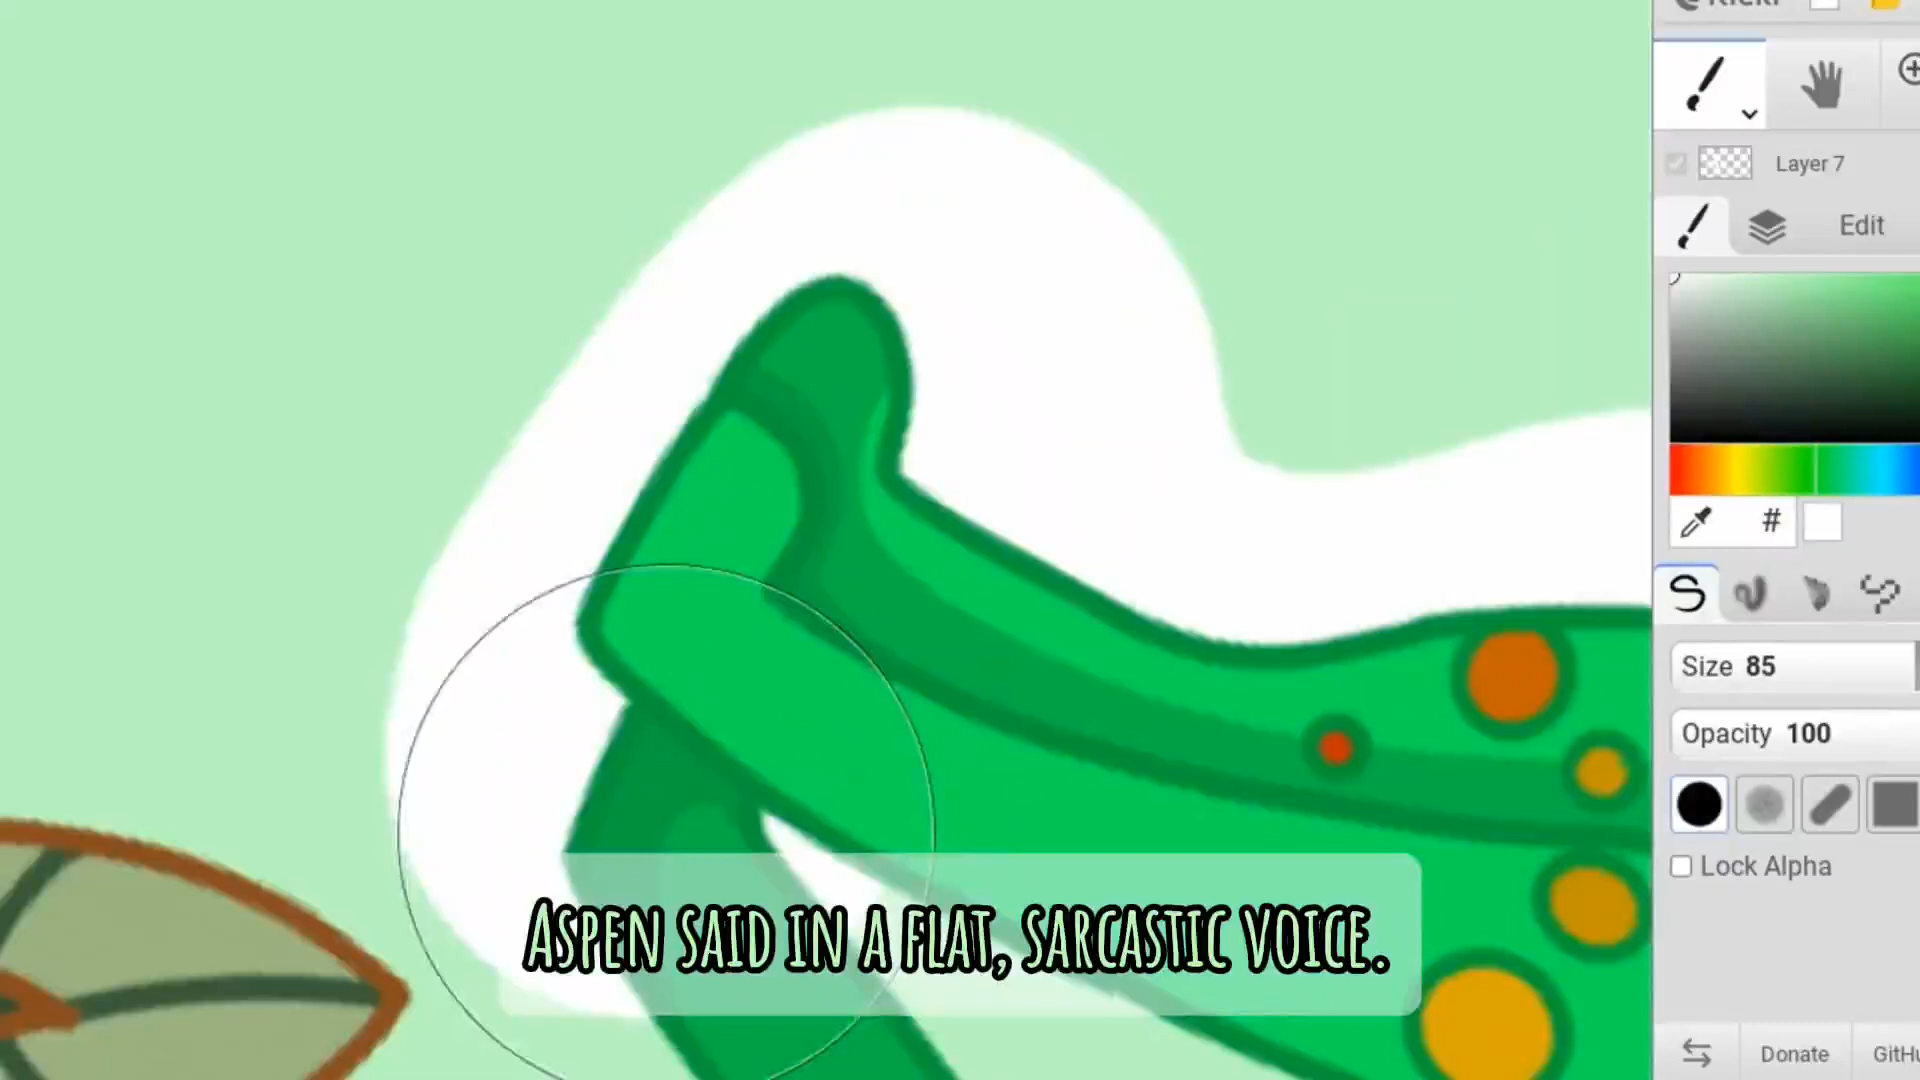 Layer 7
Edit
#
Size 85
Opacity 100
Lock Alpha
Aspen said in a flat, sarcastic voice.
Donate